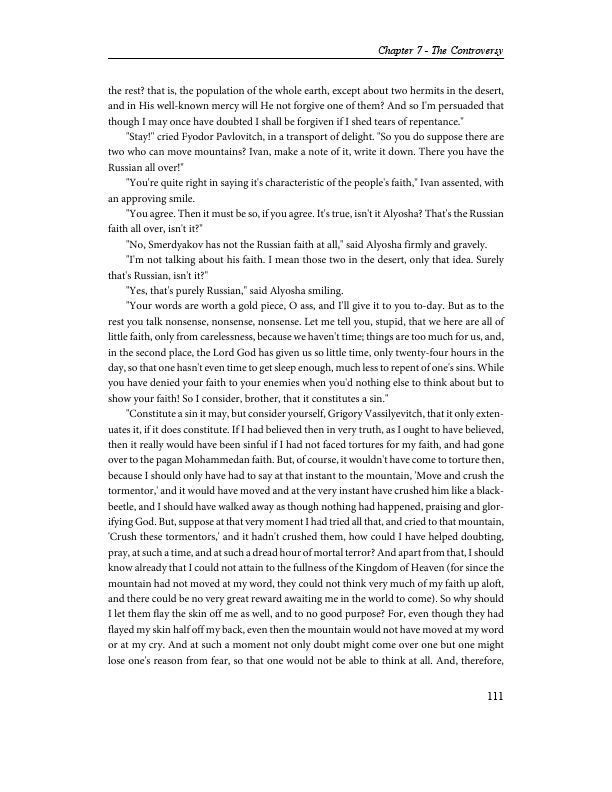 Chapter 7 - The Controversy
the rest? that is, the population of the whole earth, except about two hermits in the desert,
and in His well-known mercy will He not forgive one of them? And so I'm persuaded that
though I may once have doubted I shall be forgiven if I shed tears of repentance."
"Stay!" cried Fyodor Pavlovitch, in a transport of delight. "So you do suppose there are
two who can move mountains? Ivan, make a note of it, write it down. There you have the
Russian all over!"
"You're quite right in saying it's characteristic of the people's faith," Ivan assented, with
an approving smile.
"You agree. Then it must be so, if you agree. It's true, isn't it Alyosha? That's the Russian
faith all over, isn't it?"
"No, Smerdyakov has not the Russian faith at all," said Alyosha firmly and gravely.
"I'm not talking about his faith. I mean those two in the desert, only that idea. Surely
that's Russian, isn't it?"
"Yes, that's purely Russian," said Alyosha smiling.
"Your words are worth a gold piece, O ass, and I'll give it to you to-day. But as to the
rest you talk nonsense, nonsense, nonsense. Let me tell you, stupid, that we here are all of
little faith, only from carelessness, because we haven't time; things are too much for us, and,
in the second place, the Lord God has given us so little time, only twenty-four hours in the
day, so that one hasn't even time to get sleep enough, much less to repent of one's sins. While
you have denied your faith to your enemies when you'd nothing else to think about but to
show your faith! So I consider, brother, that it constitutes a sin."
"Constitute a sin it may, but consider yourself, Grigory Vassilyevitch, that it only exten-
uates it, if it does constitute. If I had believed then in very truth, as I ought to have believed,
then it really would have been sinful if I had not faced tortures for my faith, and had gone
over to the pagan Mohammedan faith. But, of course, it wouldn't have come to torture then,
because I should only have had to say at that instant to the mountain, 'Move and crush the
tormentor,' and it would have moved and at the very instant have crushed him like a black-
beetle, and I should have walked away as though nothing had happened, praising and glor-
ifying God. But, suppose at that very moment I had tried all that, and cried to that mountain,
'Crush these tormentors,' and it hadn't crushed them, how could I have helped doubting,
pray, at such a time, and at such a dread hour of mortal terror? And apart from that, I should
know already that I could not attain to the fullness of the Kingdom of Heaven (for since the
mountain had not moved at my word, they could not think very much of my faith up aloft,
and there could be no very great reward awaiting me in the world to come). So why should
I let them flay the skin off me as well, and to no good purpose? For, even though they had
flayed my skin half off my back, even then the mountain would not have moved at my word
or at my cry. And at such a moment not only doubt might come over one but one might
lose one's reason from fear, so that one would not be able to think at all. And, therefore,
111